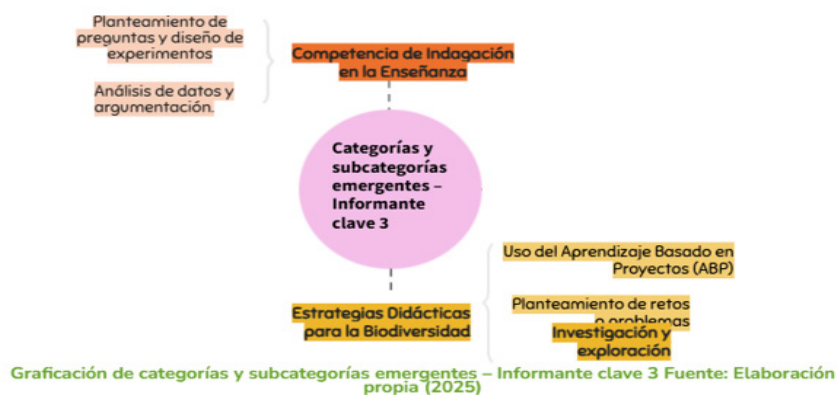 Planteamiento de
preguntas y diseño de
experimentos
Análisis de datos y
argumentación.
Competencia de Indagación
en la Enseñanza
Categorías y
subcategorías
emergentes –
Informante
clave 3
Estrategias Didácticas
para la Biodiversidad
Uso del Aprendizaje Basado en
Proyectos (ABP)
Planteamiento de retos
o problemas
Investigación y
exploración
Graficación de categorías y subcategorías emergentes – Informante clave 3 Fuente: Elaboración
propia (2025)